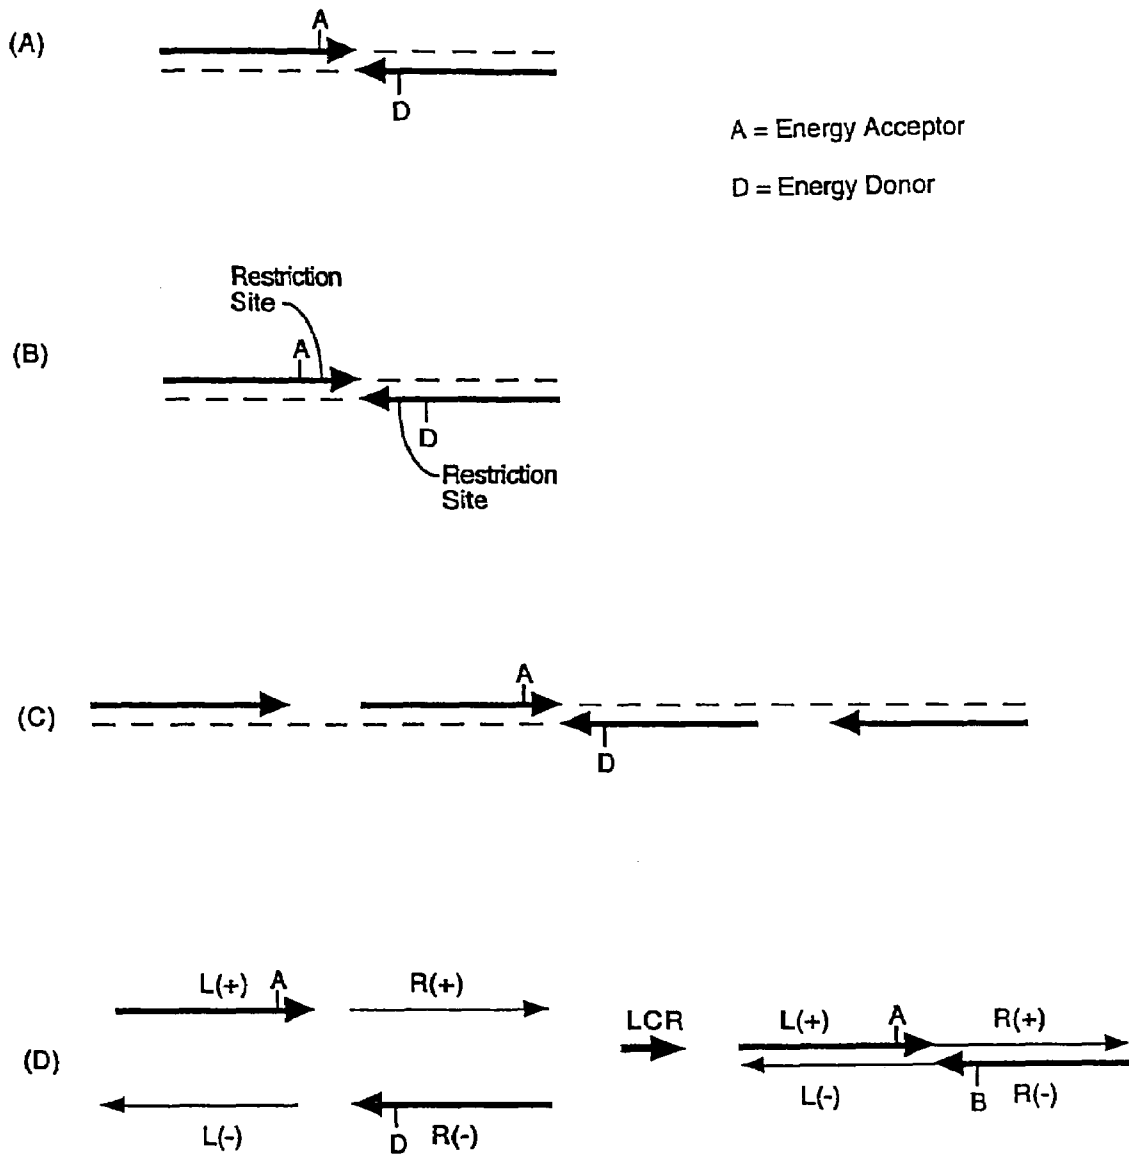 (A)
A
D
A = Energy Acceptor
D = Energy Donor
(B)
Restriction
Site
A
D
Restriction
Site
(C)
A
D
(D)
L(+)
A
R(+)
L(-)
D
R(-)
LCR
L(+)
A
R(+)
L(-)
B
R(-)